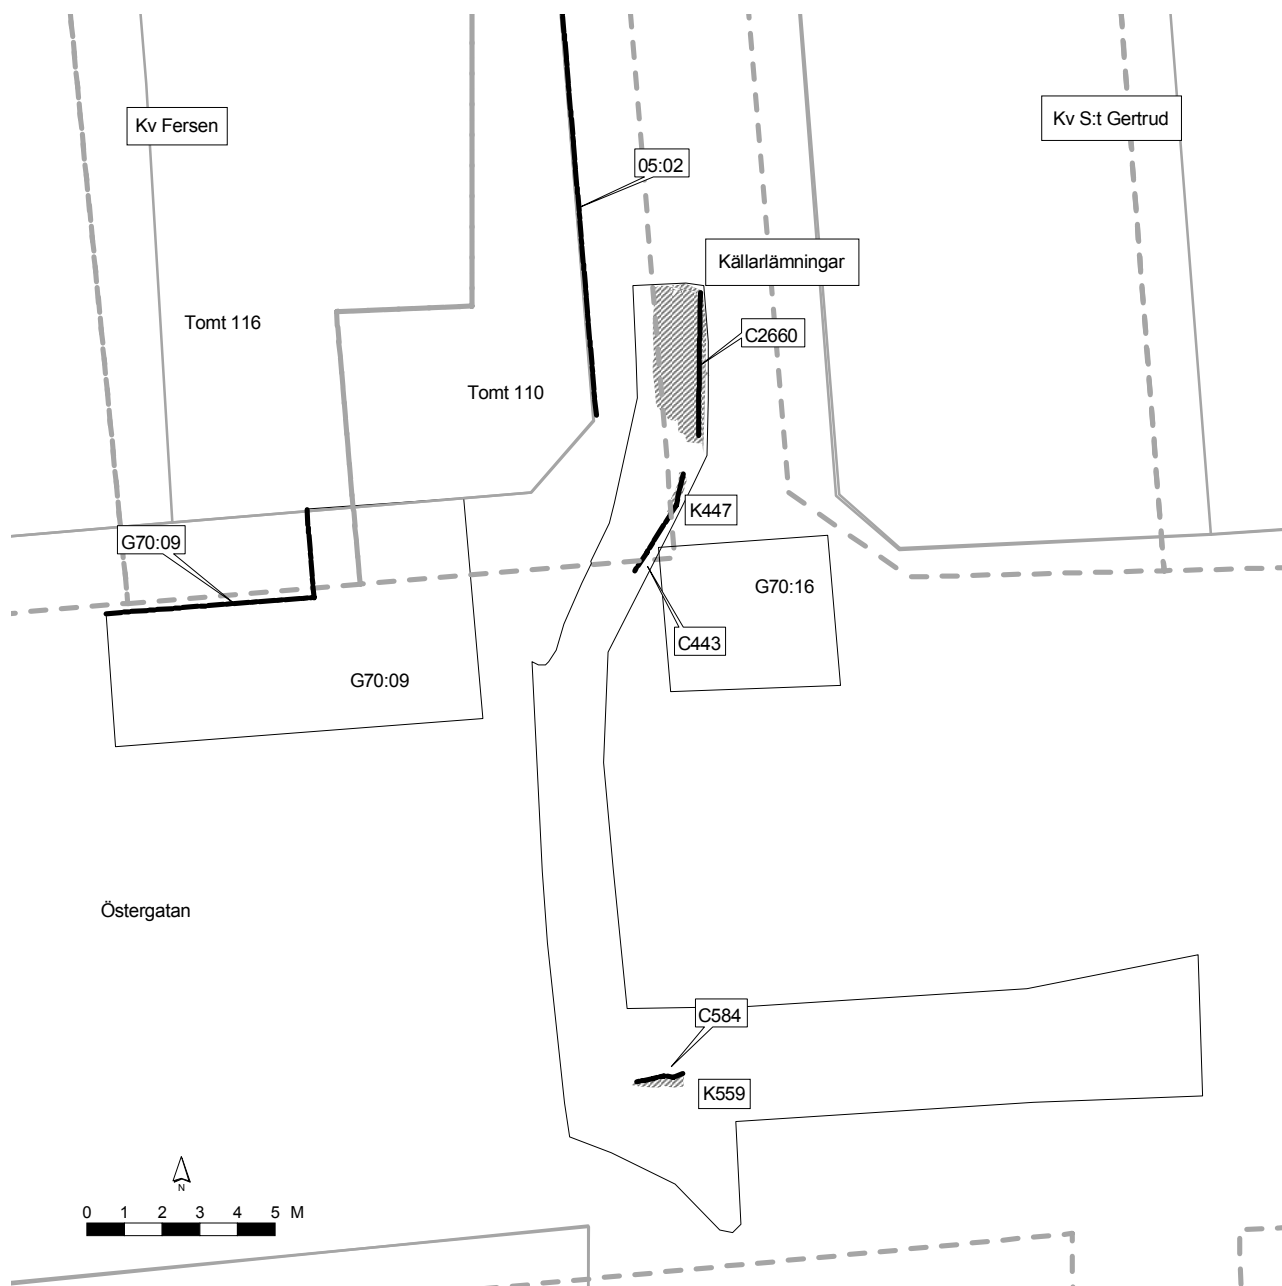 Kv Fersen
Kv S:t Gertrud
05:02
Källarlämningar
Tomt 116
C2660
Tomt 110
K447
G70:09
G70:16
C443
G70:09
Östergatan
C584
K559
N
0 1 2 3 4 5 M